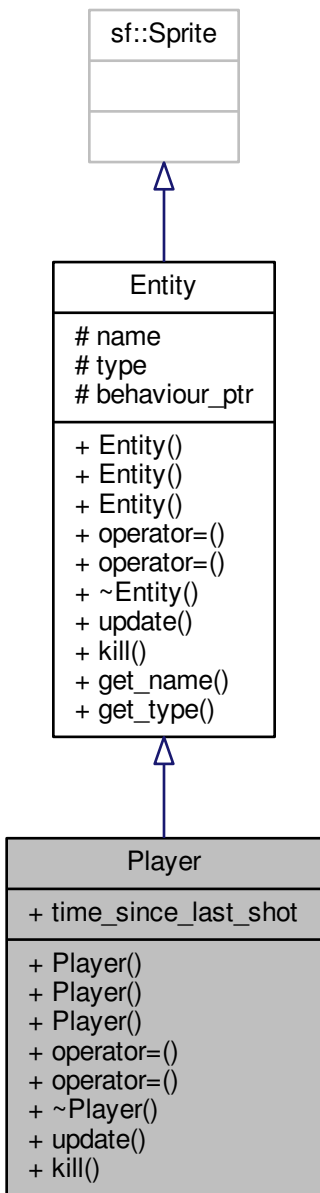 sf::Sprite
Entity
# name
# type
# behaviour_ptr
+ Entity()
+ Entity()
+ Entity()
+ operator=()
+ operator=()
+ ~Entity()
+ update()
+ kill()
+ get_name()
+ get_type()
Player
+ time_since_last_shot
+ Player()
+ Player()
+ Player()
+ operator=()
+ operator=()
+ ~Player()
+ update()
+ kill()